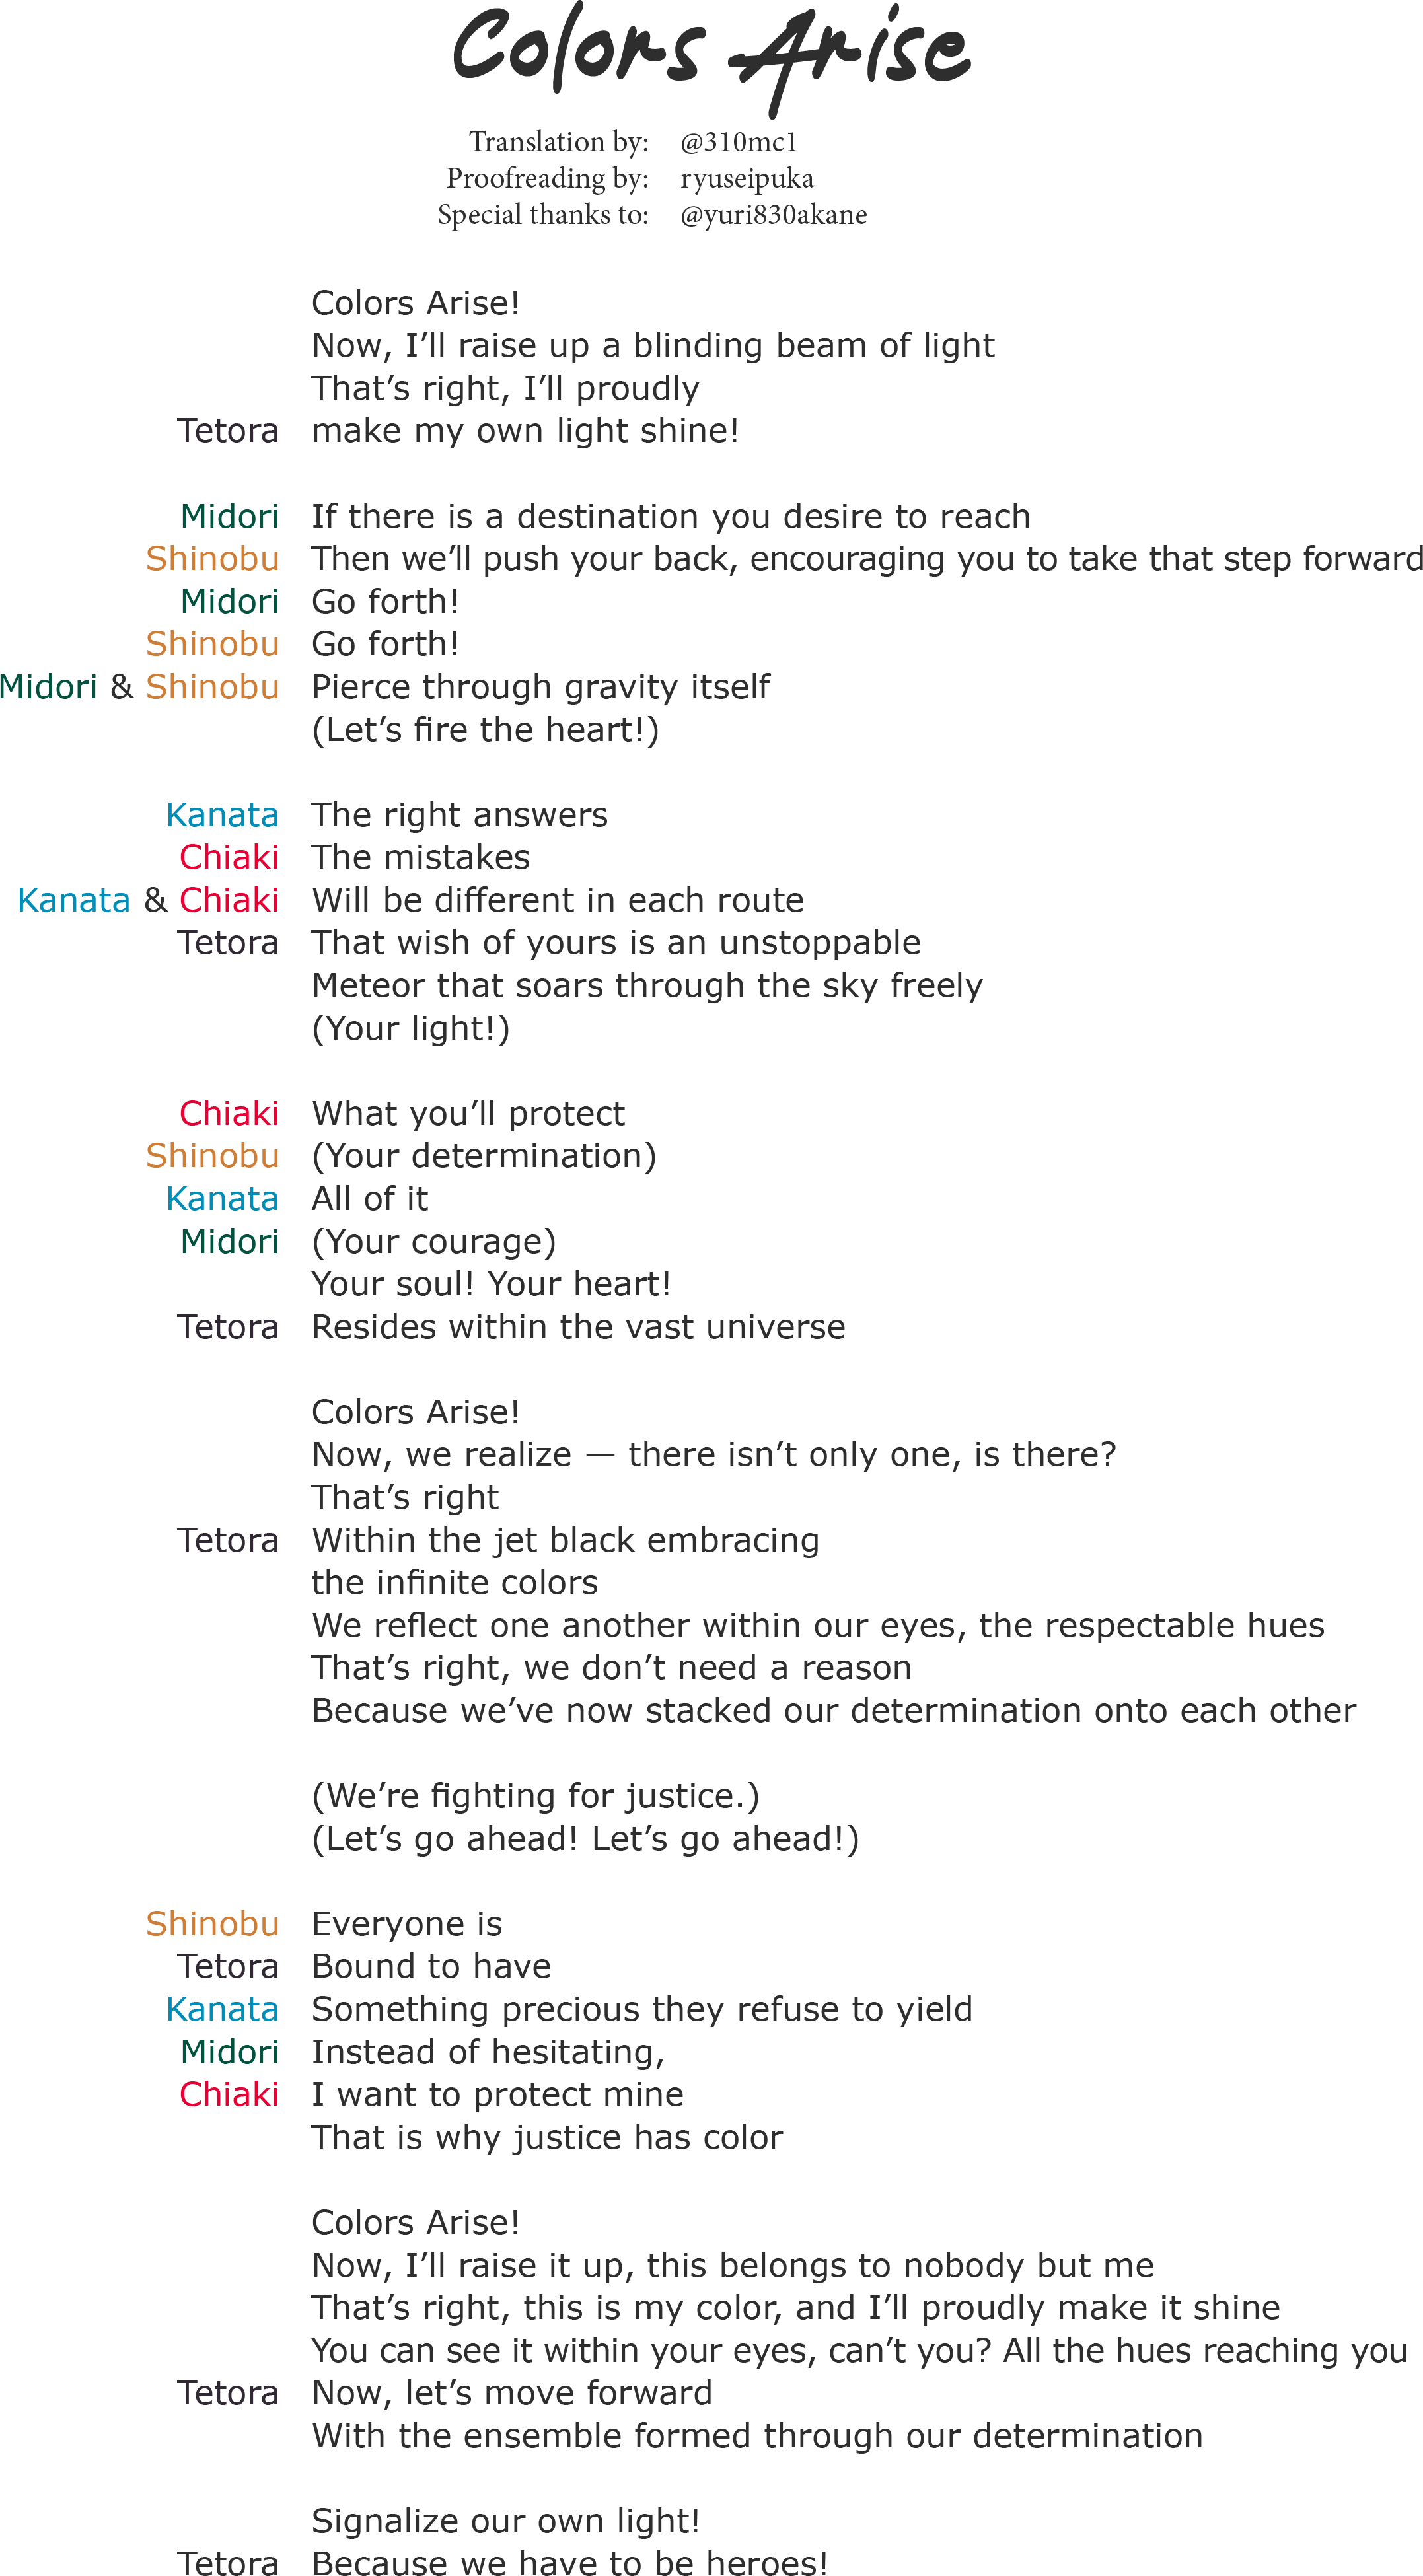 Colors Arise
Translation by: @310mc1
Proofreading by: ryuseipuka
Special thanks to: @yuri830akane
Colors Arise!
Now, I’ll raise up a blinding beam of light
That’s right, I’ll proudly
Tetora make my own light shine!
Midori If there is a destination you desire to reach
Shinobu Then we’ll push your back, encouraging you to take that step forward
Midori Go forth!
Shinobu Go forth!
Midori & Shinobu Pierce through gravity itself
(Let’s fire the heart!)
Kanata The right answers
Chiaki The mistakes
Kanata & Chiaki Will be different in each route
Tetora That wish of yours is an unstoppable
Meteor that soars through the sky freely
(Your light!)
Chiaki What you’ll protect
Shinobu (Your determination)
Kanata All of it
Midori (Your courage)
Your soul! Your heart!
Tetora Resides within the vast universe
Colors Arise!
Now, we realize — there isn’t only one, is there?
That’s right
Tetora Within the jet black embracing
the infinite colors
We reflect one another within our eyes, the respectable hues
That’s right, we don’t need a reason
Because we’ve now stacked our determination onto each other
(We’re fighting for justice.)
(Let’s go ahead! Let’s go ahead!)
Shinobu Everyone is
Tetora Bound to have
Kanata Something precious they refuse to yield
Midori Instead of hesitating,
Chiaki I want to protect mine
That is why justice has color
Colors Arise!
Now, I’ll raise it up, this belongs to nobody but me
That’s right, this is my color, and I’ll proudly make it shine
You can see it within your eyes, can’t you? All the hues reaching you
Tetora Now, let’s move forward
With the ensemble formed through our determination
Signalize our own light!
Tetora Because we have to be heroes!